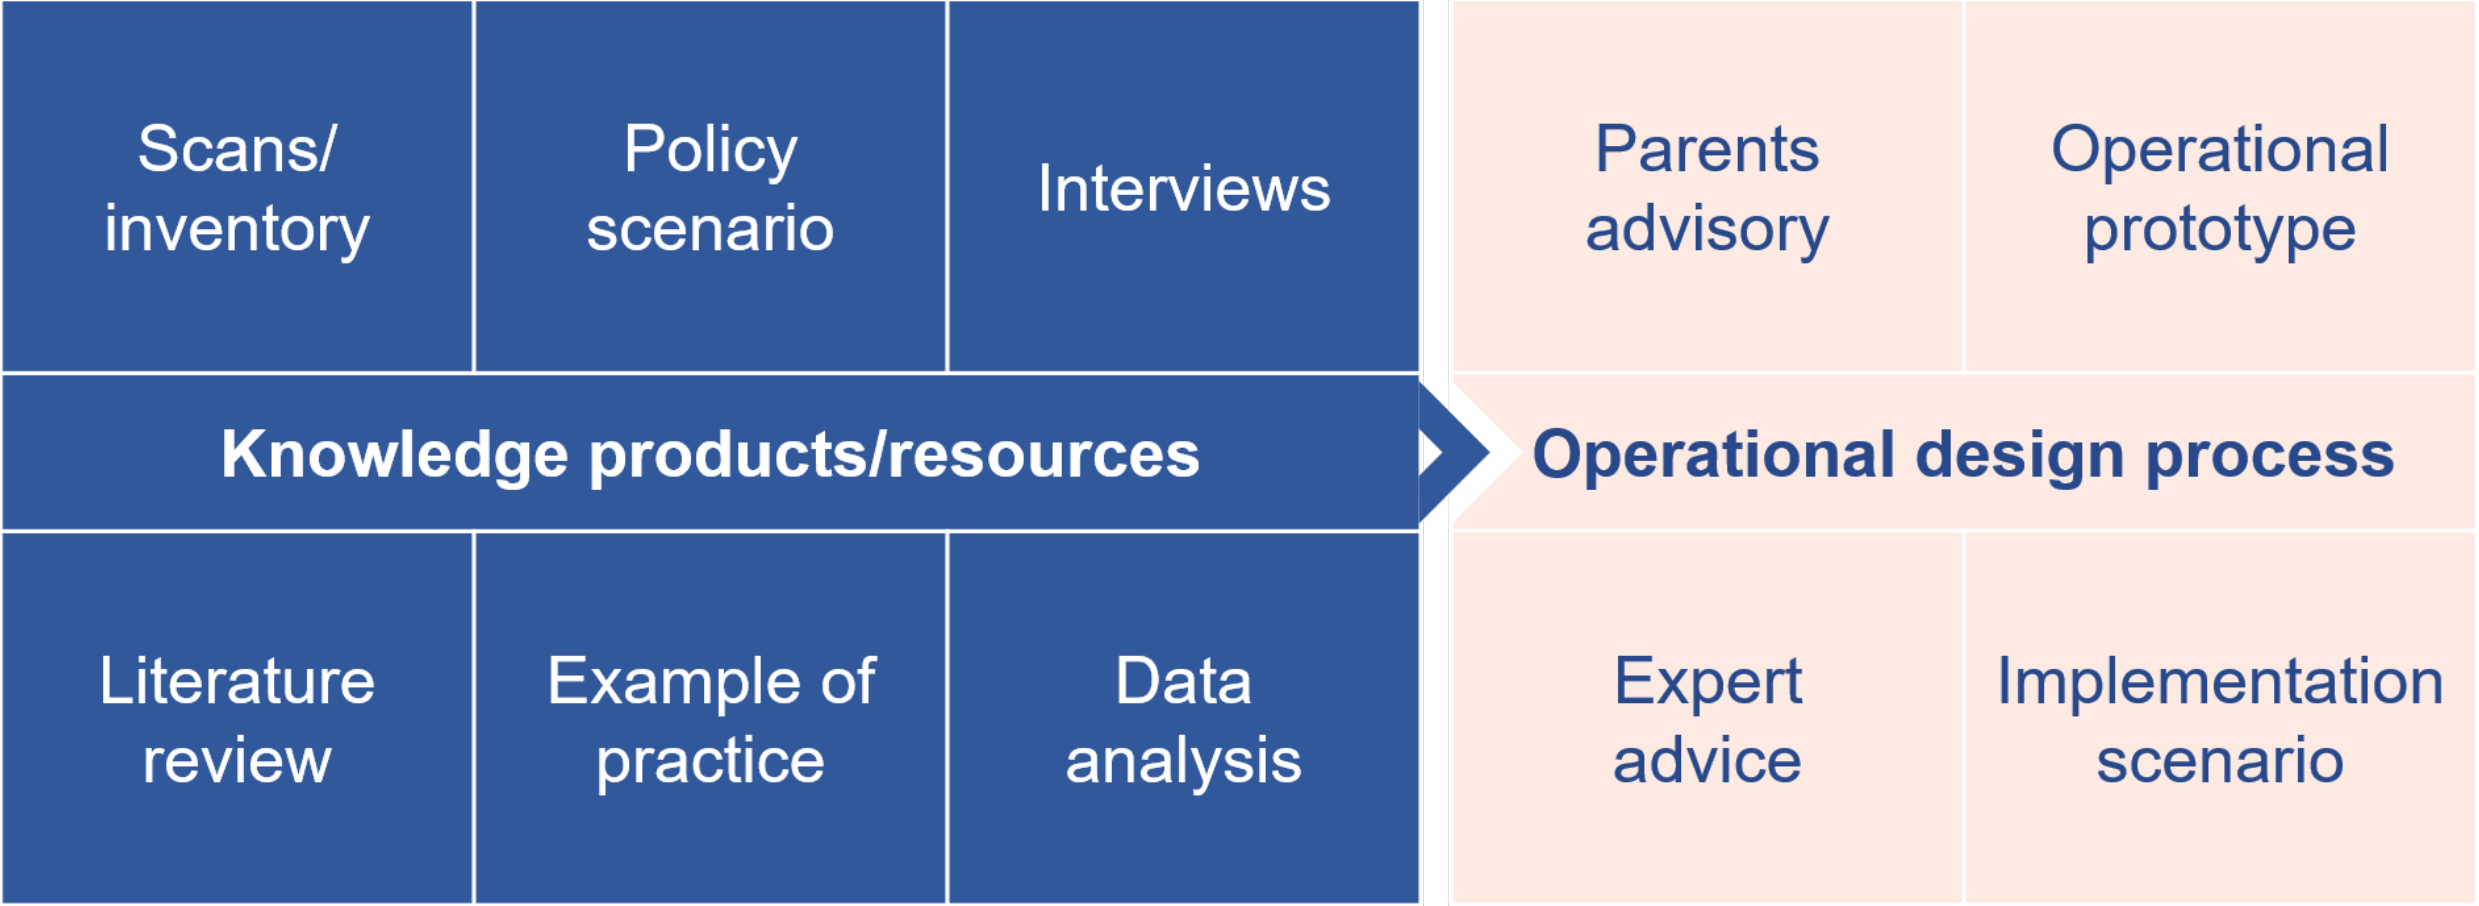 Scans/
inventory
Policy
scenario
Interviews
Parents
advisory
Operational
prototype
Knowledge products/resources
Operational design process
Literature
review
Example of
practice
Data
analysis
Expert
advice
Implementation
scenario